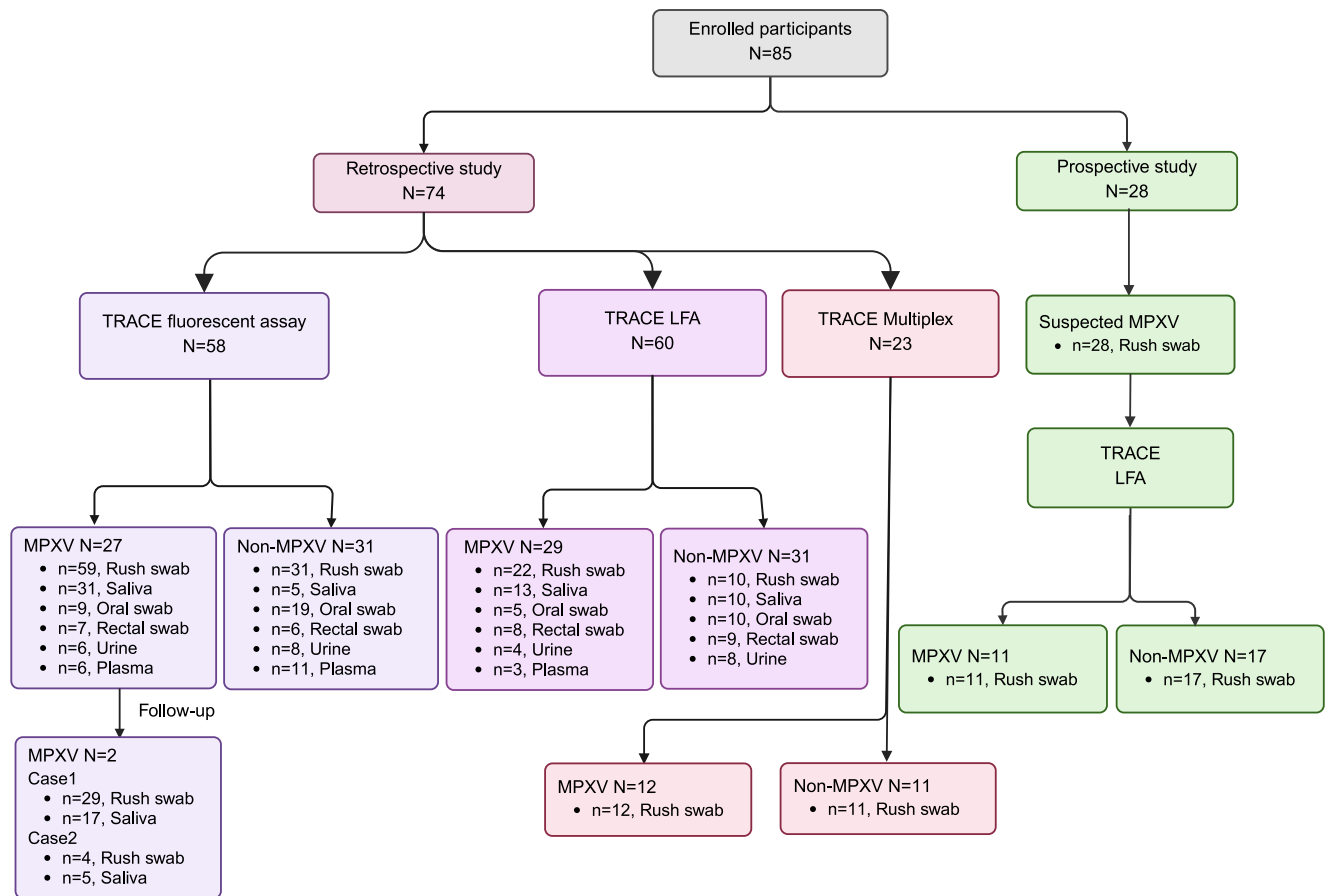 Enrolled participants
N=85
Retrospective study
N=74
Prospective study
N=28
TRACE fluorescent assay
N=58
TRACE LFA
N=60
TRACE Multiplex
N=23
Suspected MPXV
• n=28, Rush swab
TRACE
LFA
MPXV N=27
• n=59, Rush swab
• n=31, Saliva
• n=9, Oral swab
• n=7, Rectal swab
• n=6, Urine
• n=6, Plasma
Non-MPXV N=31
• n=31, Rush swab
• n=5, Saliva
• n=19, Oral swab
• n=6, Rectal swab
• n=8, Urine
• n=11, Plasma
MPXV N=29
• n=22, Rush swab
• n=13, Saliva
• n=5, Oral swab
• n=8, Rectal swab
• n=4, Urine
• n=3, Plasma
Non-MPXV N=31
• n=10, Rush swab
• n=10, Saliva
• n=10, Oral swab
• n=9, Rectal swab
• n=8, Urine
MPXV N=11
• n=11, Rush swab
Non-MPXV N=17
• n=17, Rush swab
Follow-up
MPXV N=2
Case1
• n=29, Rush swab
• n=17, Saliva
Case2
• n=4, Rush swab
• n=5, Saliva
MPXV N=12
• n=12, Rush swab
Non-MPXV N=11
• n=11, Rush swab